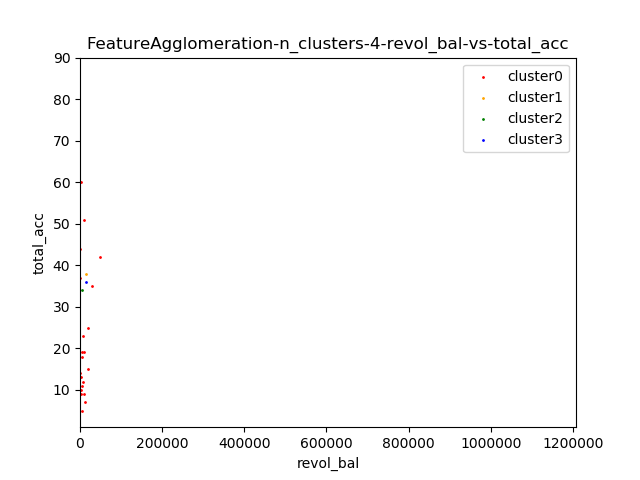 FeatureAgglomeration-n_clusters-4-revol_bal-vs-total_acc
90
80
70
60
50
40
30
20
10
total_acc
cluster0
cluster1
cluster2
cluster3
0 200000 400000 600000 800000 1000000 1200000
revol_bal